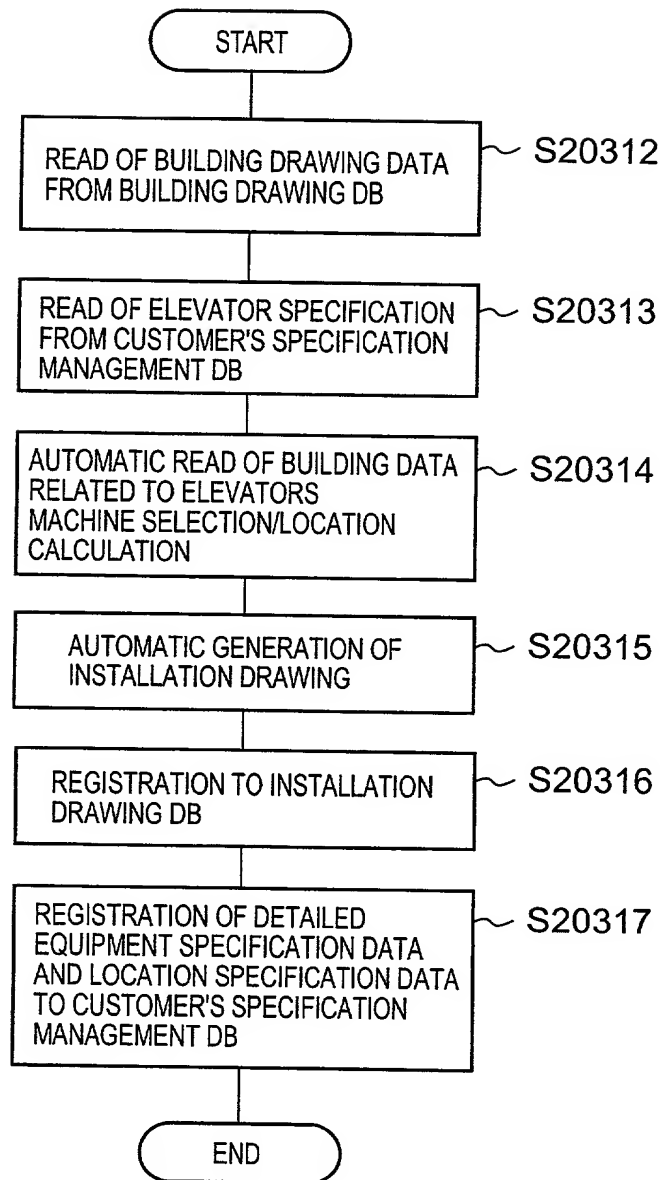 START
READ OF BUILDING DRAWING DATA
FROM BUILDING DRAWING DB
S20312
READ OF ELEVATOR SPECIFICATION
FROM CUSTOMER'S SPECIFICATION
MANAGEMENT DB
S20313
AUTOMATIC READ OF BUILDING DATA
RELATED TO ELEVATORS
MACHINE SELECTION/LOCATION
CALCULATION
S20314
AUTOMATIC GENERATION OF
INSTALLATION DRAWING
S20315
REGISTRATION TO INSTALLATION
DRAWING DB
S20316
REGISTRATION OF DETAILED
EQUIPMENT SPECIFICATION DATA
AND LOCATION SPECIFICATION DATA
TO CUSTOMER'S SPECIFICATION
MANAGEMENT DB
S20317
END